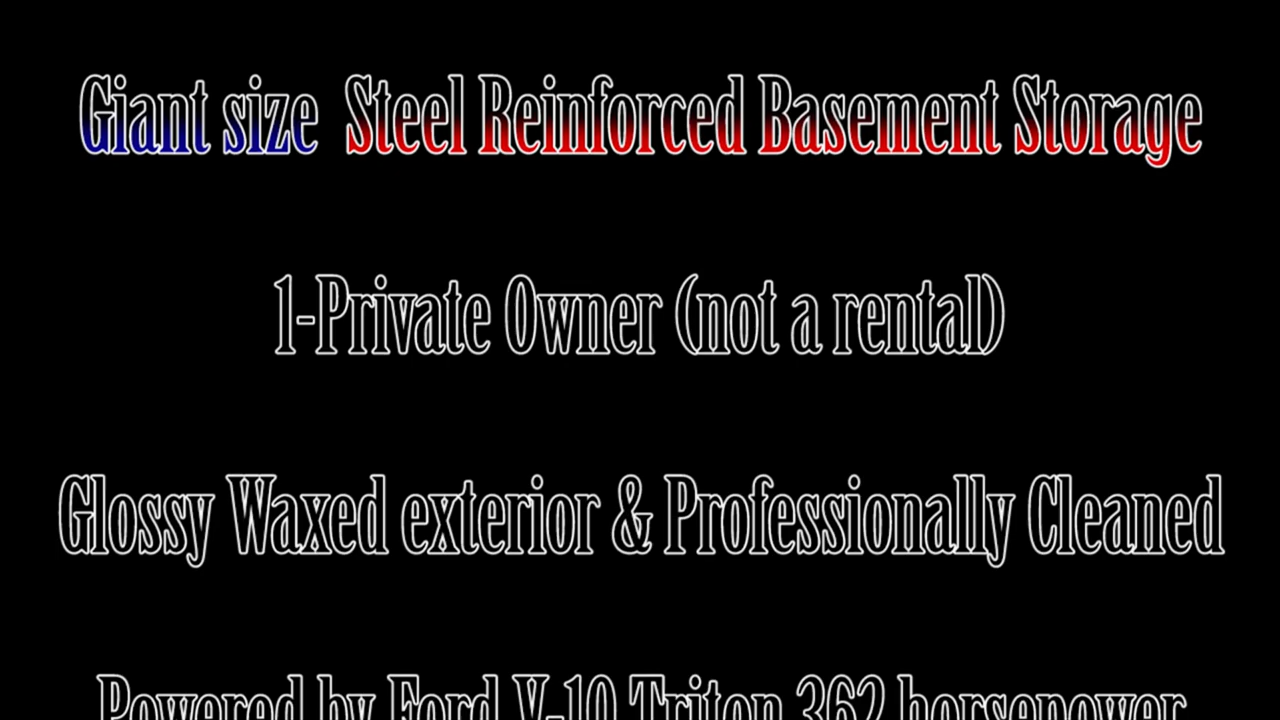 Giant size Steel Reinforced Basement Storage
1-Private Owner (not a rental)
Glossy Waxed exterior & Professionally Cleaned
Powered by Ford V-10 Triton 362 horsepower